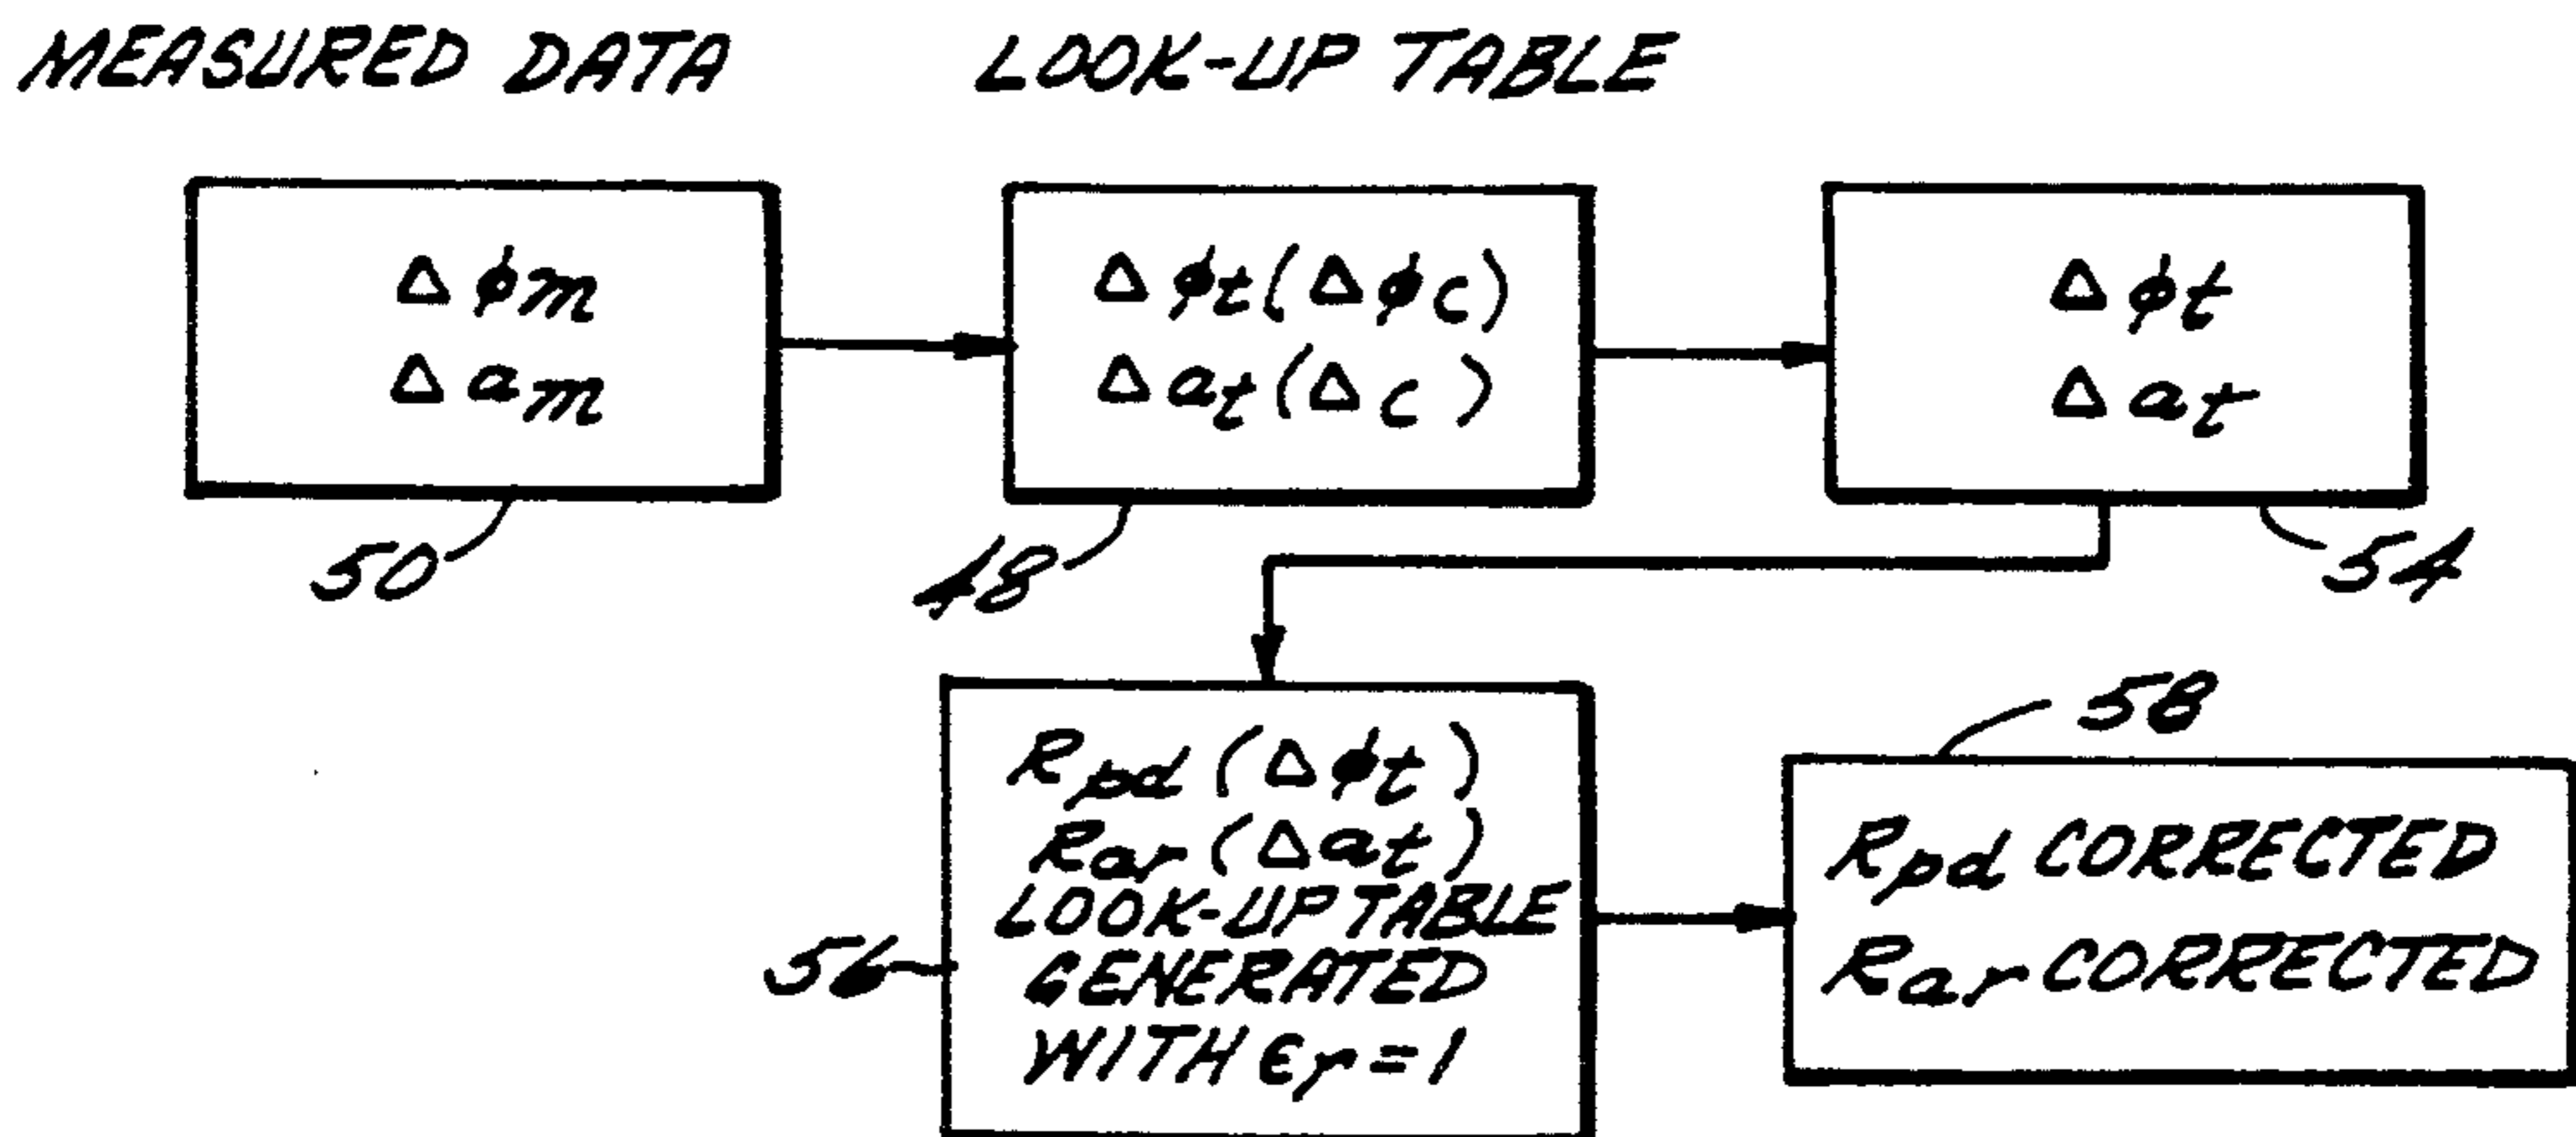 MEASURED DATA
LOOK-UP TABLE
Δϕm
Δam
50
Δϕt(Δϕc)
Δat(Δc)
48
Δϕt
Δat
54
Rpd (Δϕt)
Rar (Δat)
LOOK-UP TABLE
GENERATED
WITH ϵr=1
56
58
Rpd CORRECTED
Rar CORRECTED